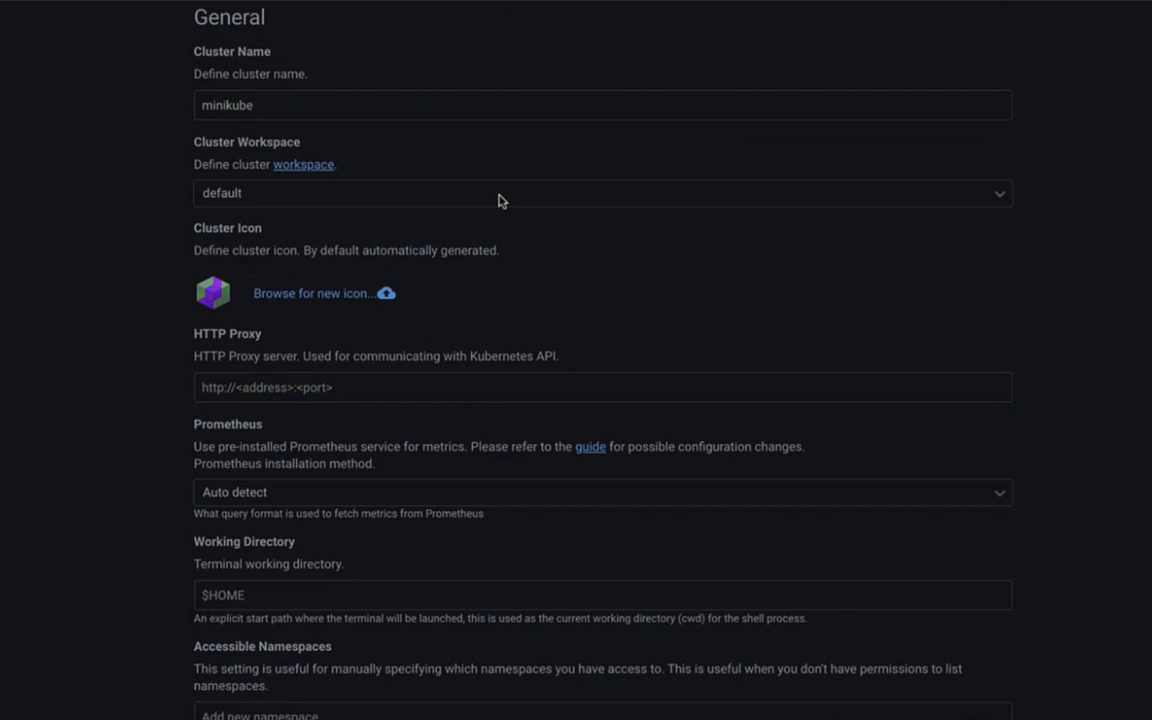 General
Cluster Name
Define cluster name.
minikube
Cluster Workspace
Define cluster workspace.
default
Cluster Icon
Define cluster icon. By default automatically generated.
Browse for new icon...
HTTP Proxy
HTTP Proxy server. Used for communicating with Kubernetes API.
http://<address>:<port>
Prometheus
Use pre-installed Prometheus service for metrics. Please refer to the guide for possible configuration changes.
Prometheus installation method.
Auto detect
What query format is used to fetch metrics from Prometheus
Working Directory
Terminal working directory.
$HOME
An explicit start path where the terminal will be launched, this is used as the current working directory (cwd) for the shell process.
Accessible Namespaces
This setting is useful for manually specifying which namespaces you have access to. This is useful when you don't have permissions to list
namespaces.
Add new namespace